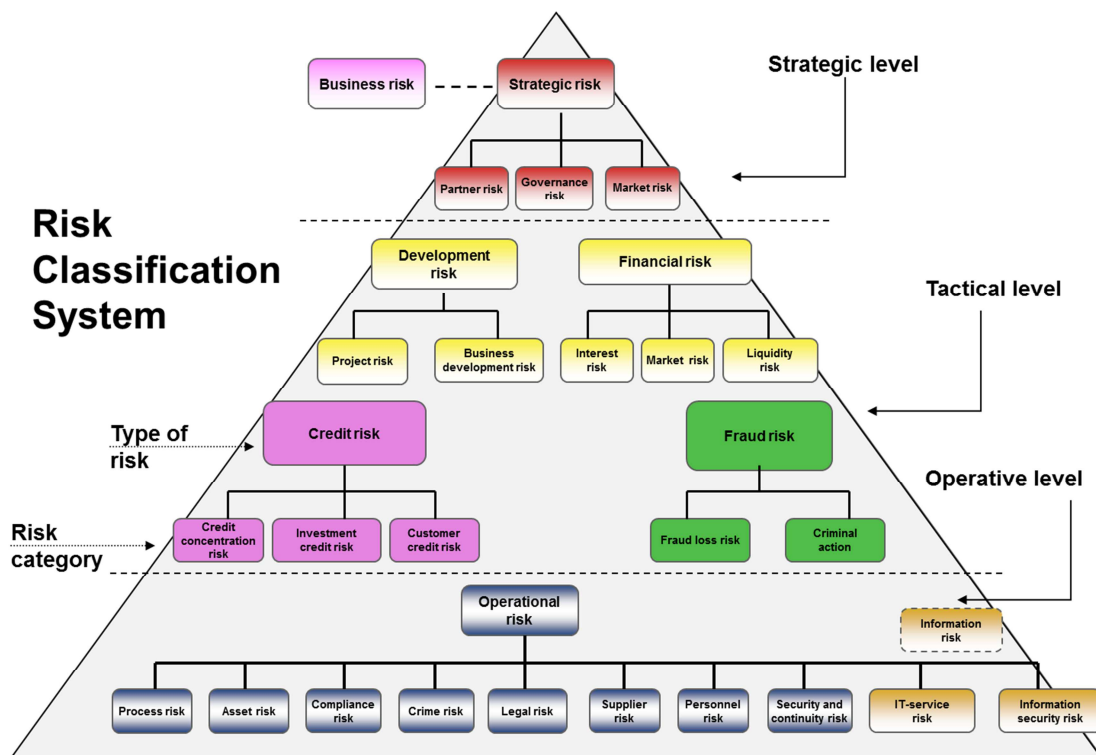 Strategic level
Business risk
Strategic risk
Partner risk
Governance
risk
Market risk
Risk
Classification
System
Development
risk
Financial risk
Tactical level
Project risk
Business
development risk
Interest
risk
Market risk
Liquidity
risk
Type of
risk
Credit risk
Fraud risk
Operative level
Risk
category
Credit
concentration
risk
Investment
credit risk
Customer
credit risk
Fraud loss risk
Criminal
action
Operational
risk
Information
risk
Process risk
Asset risk
Compliance
risk
Crime risk
Legal risk
Supplier
risk
Personnel
risk
Security and
continuity risk
IT-service
risk
Information
security risk